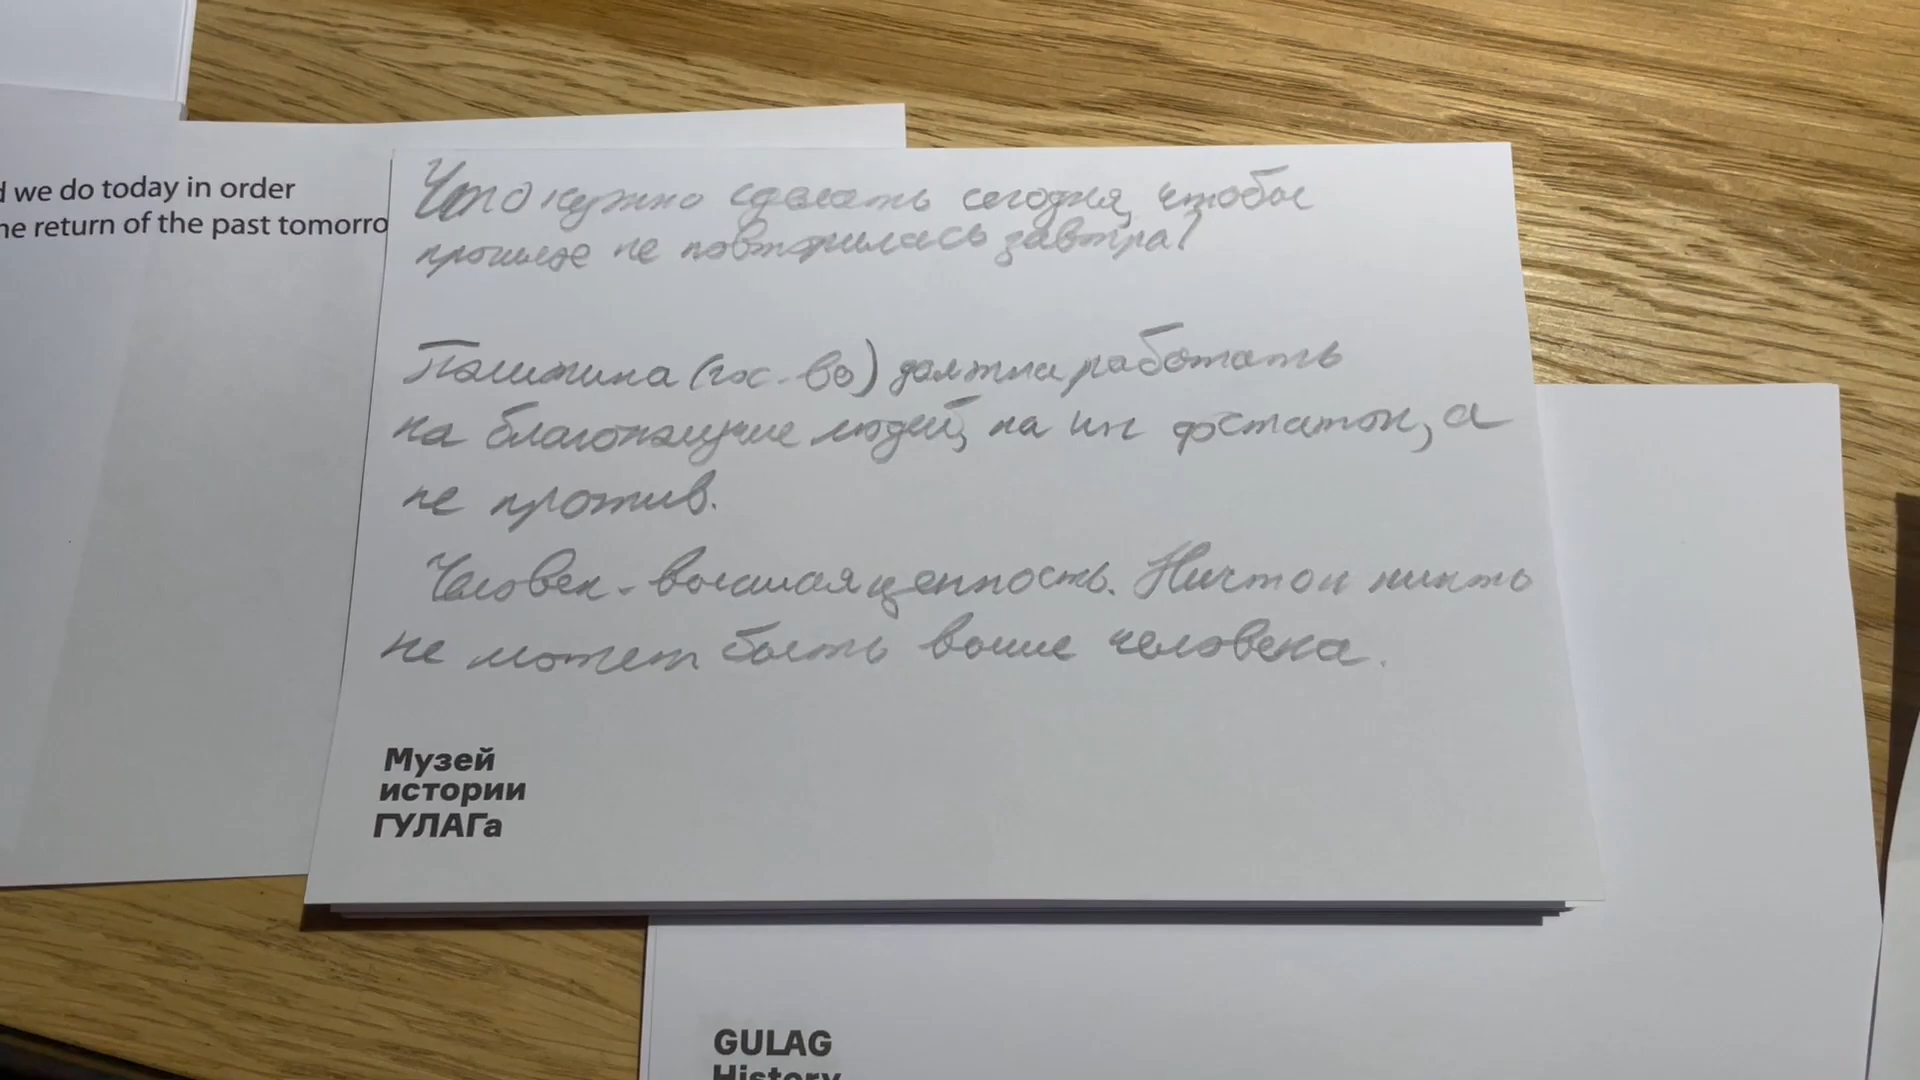 d we do today in order
he return of the past tomorro
Что нужно сделать сегодня, чтобы
прошлое не повторилась завтра?
(гос-во) должна работать
на благополучие людей, на их достаток, а
не против.
Человек - высшая ценность. Ничто и никто
не может быть выше человека.
Музей
истории
ГУЛАГа
GULAG
History